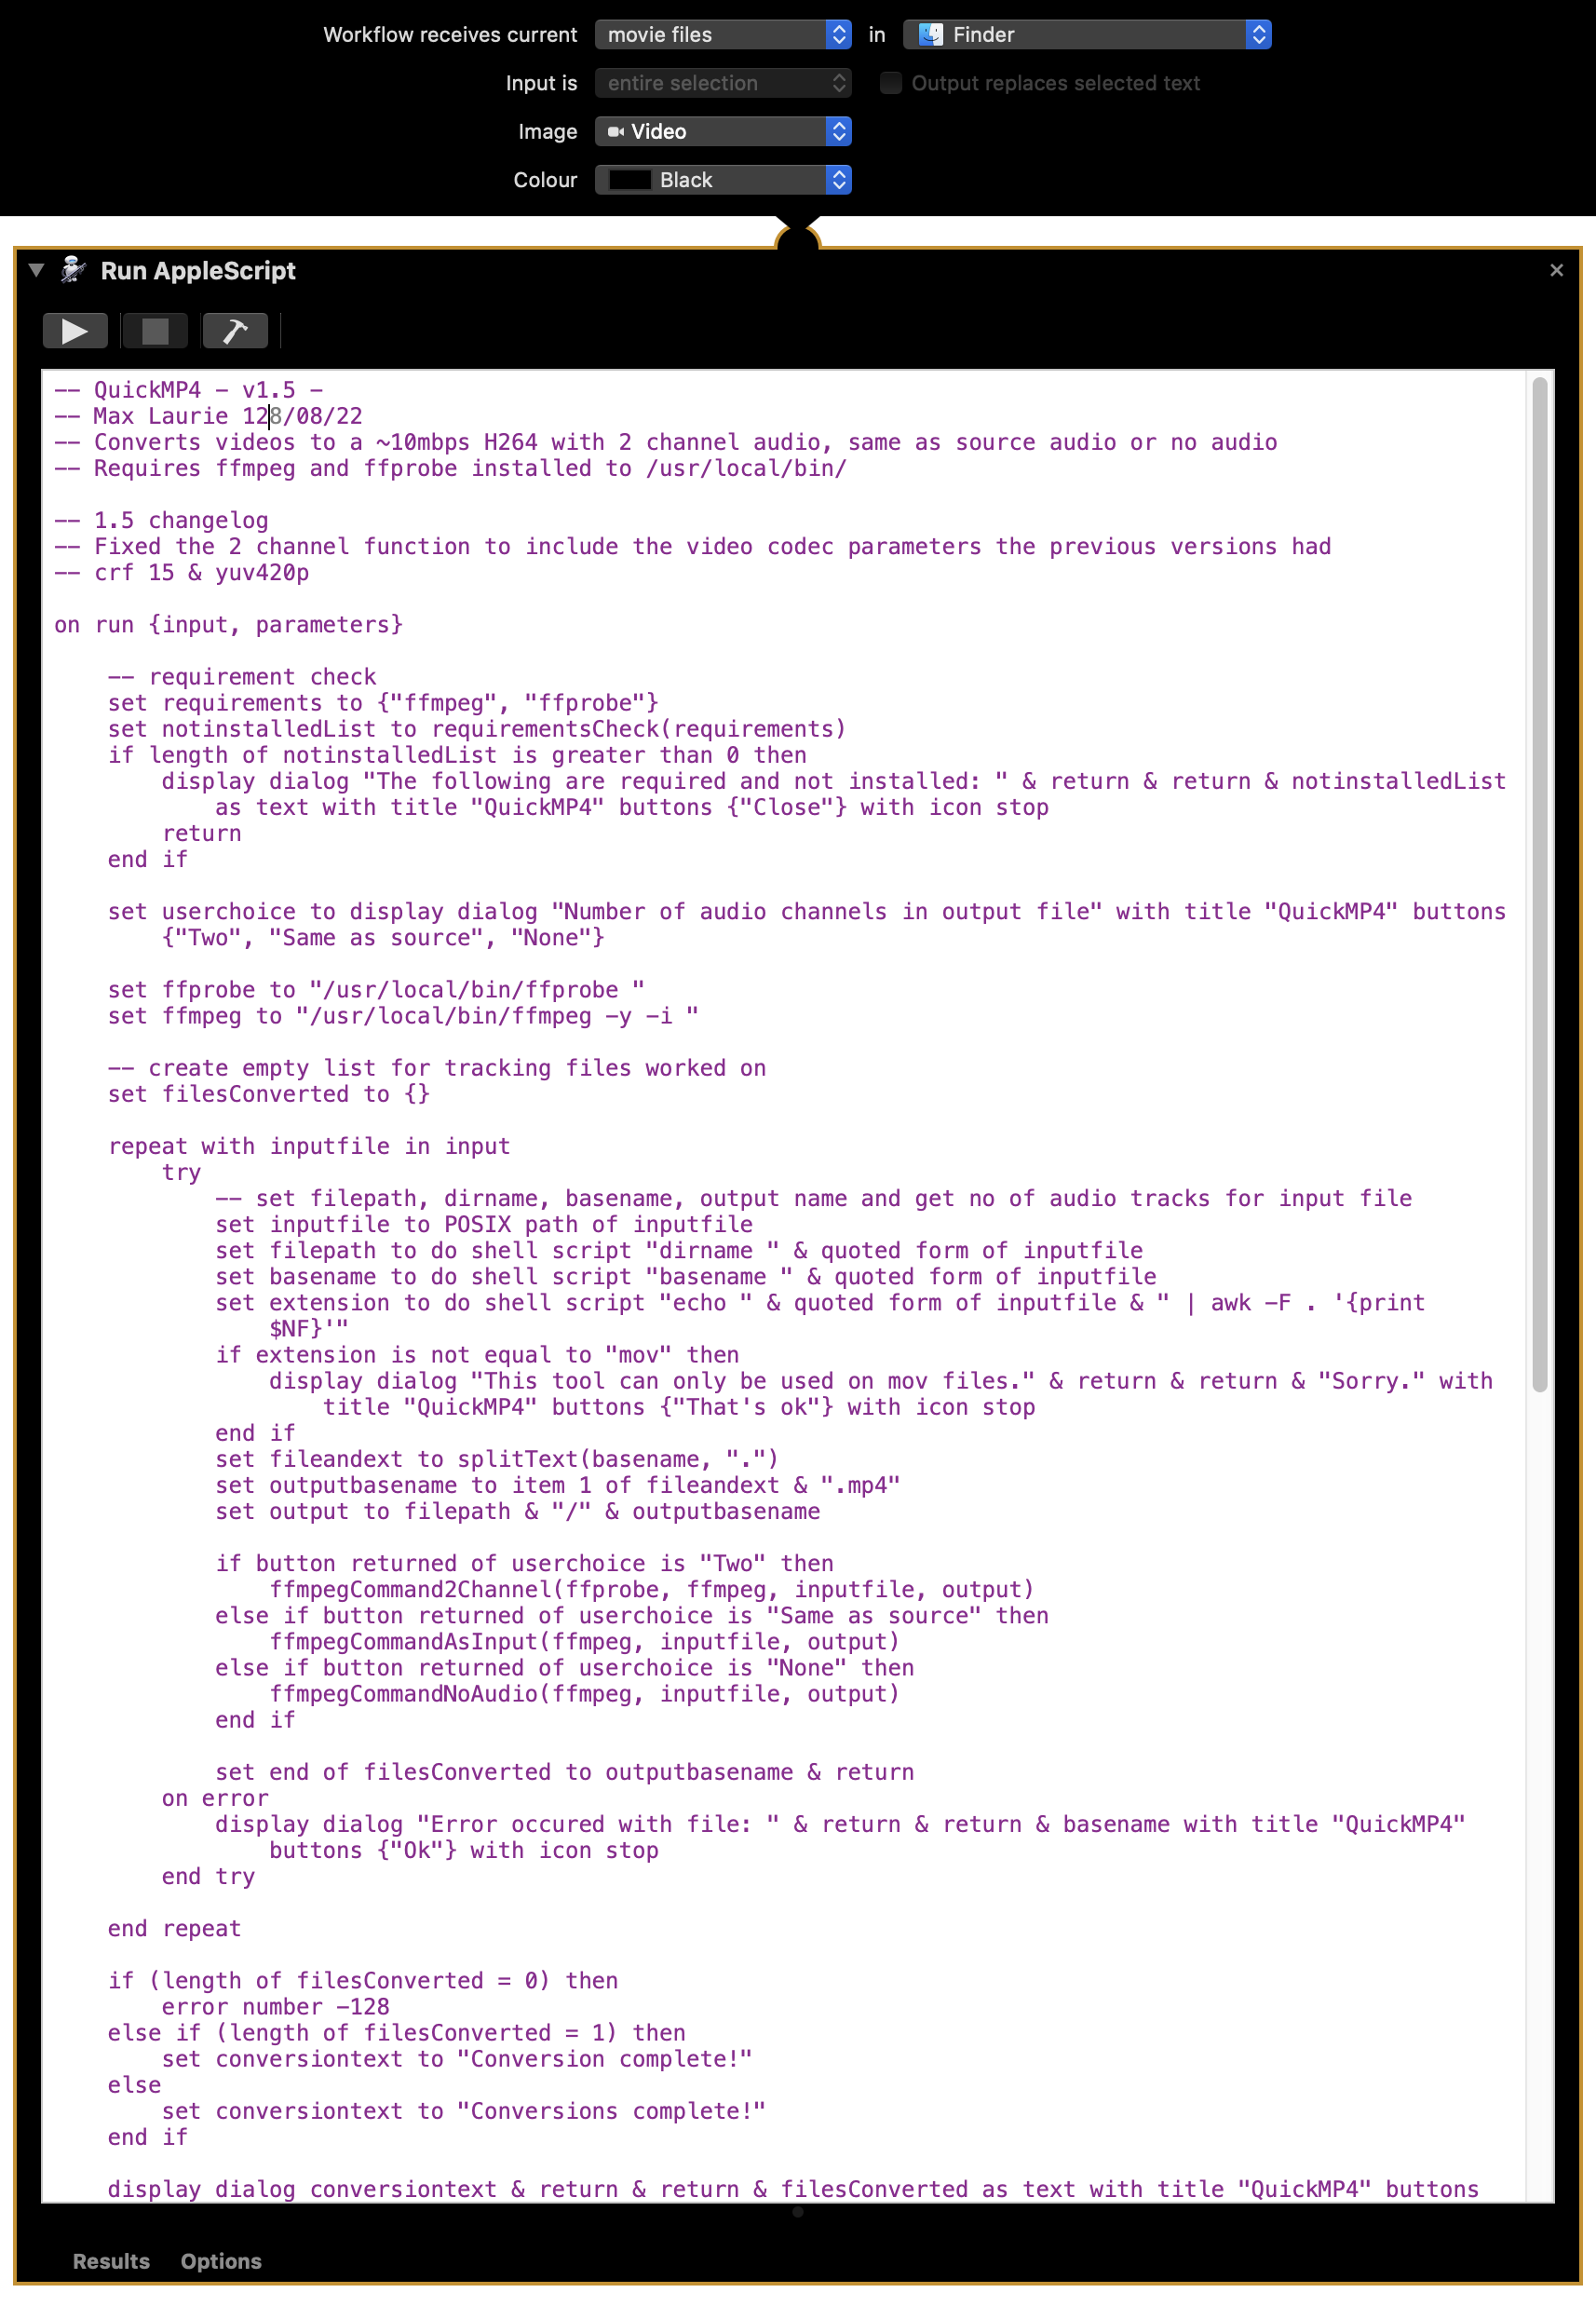 Workflow receives current movie files in Finder
Input is entire selection Output replaces selected text
Image Video
Colour Black
Run AppleScript
-- QuickMP4 - v1.5 -
-- Max Laurie 128/08/22
-- Converts videos to a ~10mbps H264 with 2 channel audio, same as source audio or no audio
-- Requires ffmpeg and ffprobe installed to /usr/local/bin/
-- 1.5 changelog
-- Fixed the 2 channel function to include the video codec parameters the previous versions had
-- crf 15 & yuv420p
on run {input, parameters}
-- requirement check
set requirements to {"ffmpeg", "ffprobe"}
set notinstalledList to requirementsCheck(requirements)
if length of notinstalledList is greater than 0 then
display dialog "The following are required and not installed: " & return & return & notinstalledList
as text with title "QuickMP4" buttons {"Close"} with icon stop
return
end if
set userchoice to display dialog "Number of audio channels in output file" with title "QuickMP4" buttons
{"Two", "Same as source", "None"}
set ffprobe to "/usr/local/bin/ffprobe "
set ffmpeg to "/usr/local/bin/ffmpeg -y -i "
-- create empty list for tracking files worked on
set filesConverted to {}
repeat with inputfile in input
try
-- set filepath, dirname, basename, output name and get no of audio tracks for input file
set inputfile to POSIX path of inputfile
set filepath to do shell script "dirname " & quoted form of inputfile
set basename to do shell script "basename " & quoted form of inputfile
set extension to do shell script "echo " & quoted form of inputfile & " | awk -F . '{print
$NF}'"
if extension is not equal to "mov" then
display dialog "This tool can only be used on mov files." & return & return & "Sorry." with
title "QuickMP4" buttons {"That's ok"} with icon stop
end if
set fileandext to splitText(basename, ".")
set outputbasename to item 1 of fileandext & ".mp4"
set output to filepath & "/" & outputbasename
if button returned of userchoice is "Two" then
ffmpegCommand2Channel(ffprobe, ffmpeg, inputfile, output)
else if button returned of userchoice is "Same as source" then
ffmpegCommandAsInput(ffmpeg, inputfile, output)
else if button returned of userchoice is "None" then
ffmpegCommandNoAudio(ffmpeg, inputfile, output)
end if
set end of filesConverted to outputbasename & return
on error
display dialog "Error occured with file: " & return & return & basename with title "QuickMP4"
buttons {"Ok"} with icon stop
end try
end repeat
if (length of filesConverted = 0) then
error number -128
else if (length of filesConverted = 1) then
set conversiontext to "Conversion complete!"
else
set conversiontext to "Conversions complete!"
end if
display dialog conversiontext & return & return & filesConverted as text with title "QuickMP4" buttons
Results Options